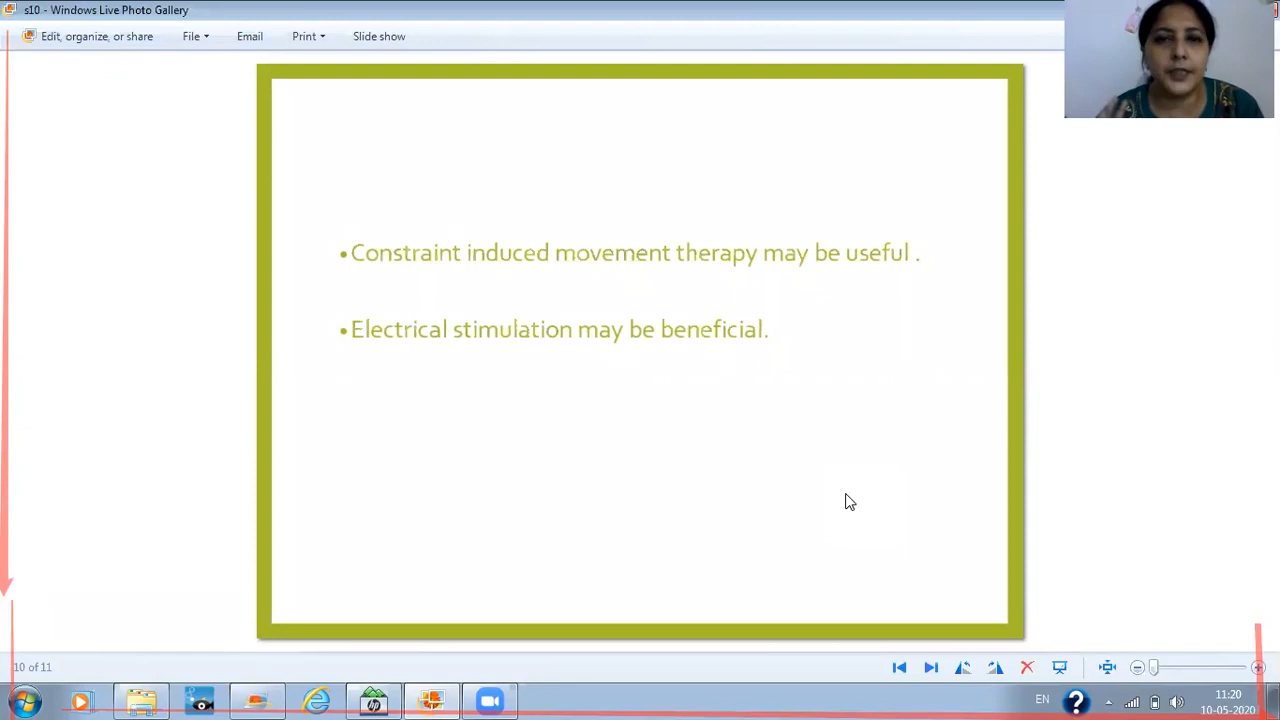 s10 - Windows Live Photo Gallery
Edit, organize, or share File Email Print Slide show
•Constraint induced movement therapy may be useful .
•Electrical stimulation may be beneficial.
10 of 11
EN 11:20
10-05-2020